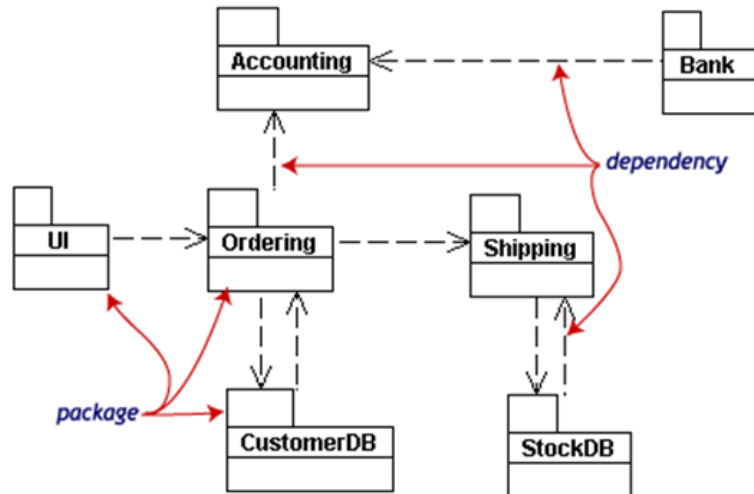 Accounting
Bank
dependency
UI
Ordering
Shipping
package
CustomerDB
StockDB